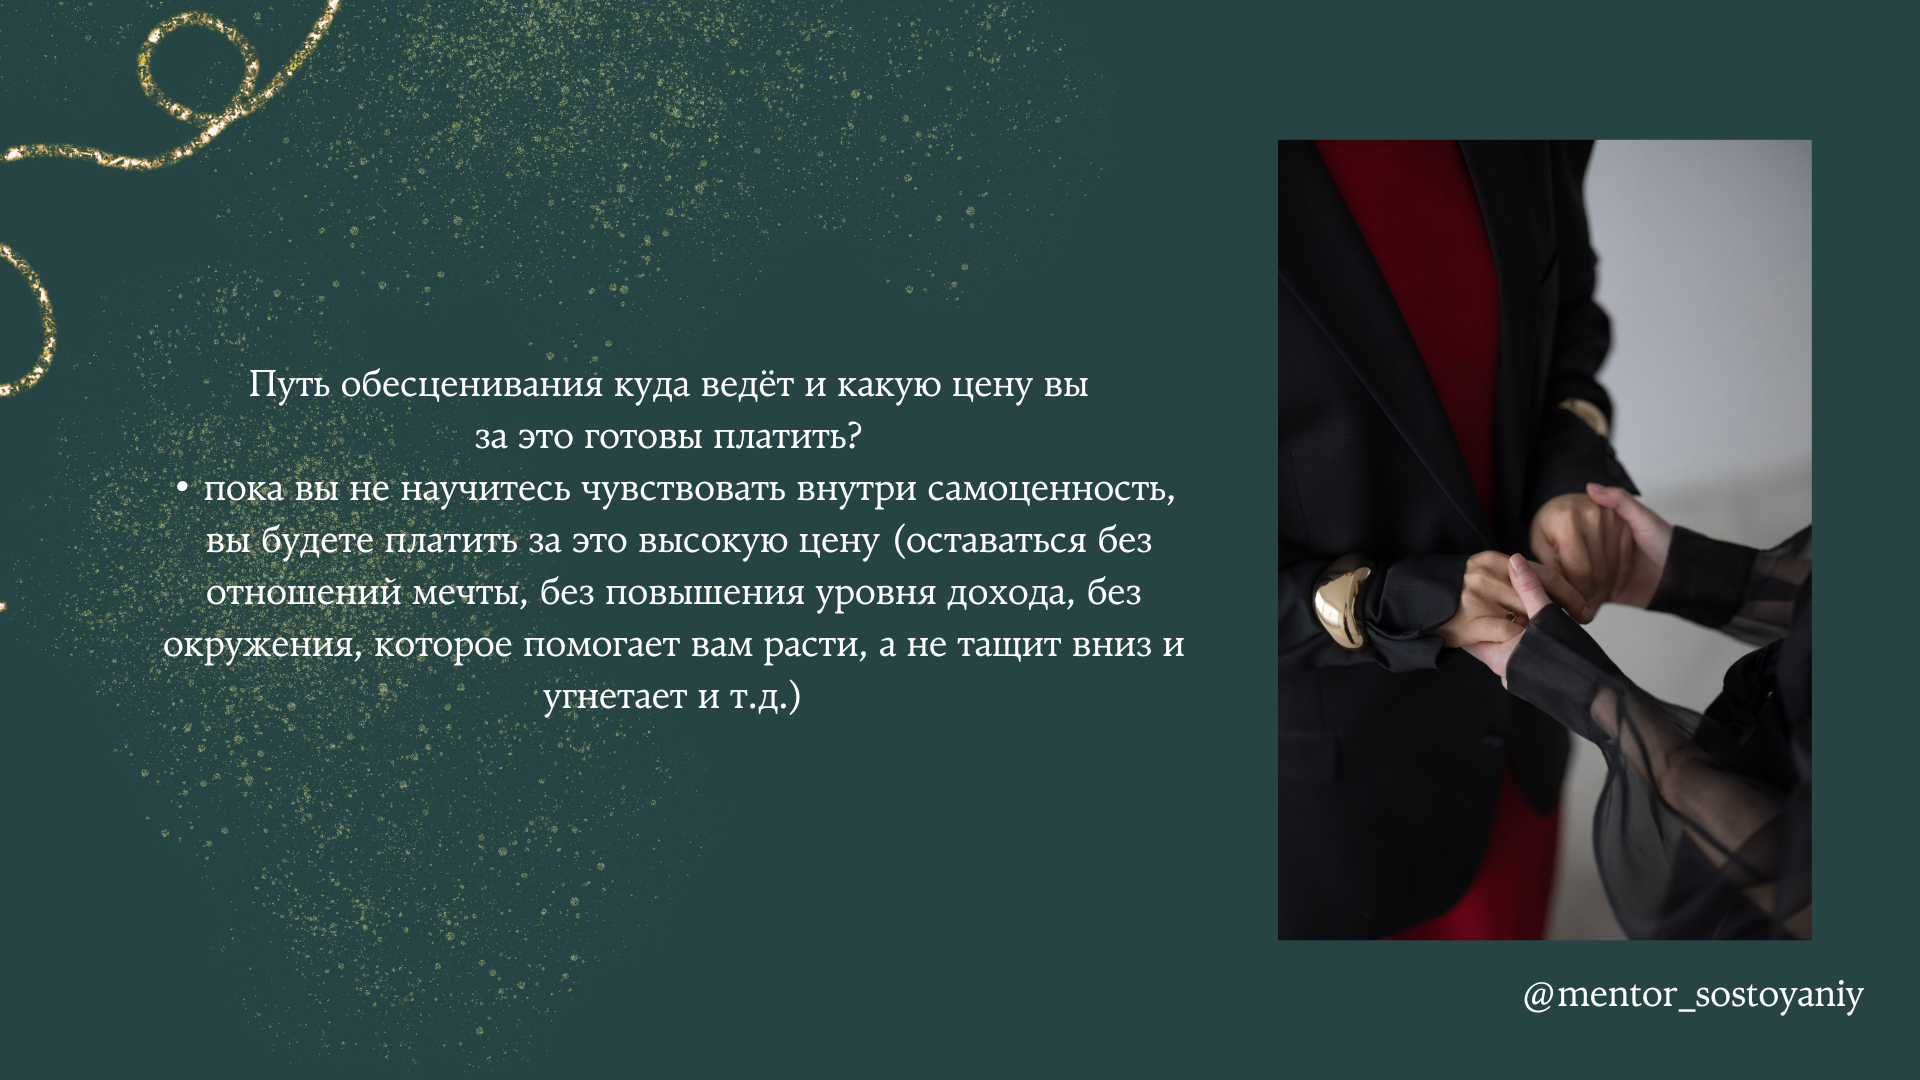 Путь обесценивания куда ведёт и какую цену вы
за это готовы платить?
• пока вы не научитесь чувствовать внутри самоценность,
вы будете платить за это высокую цену (оставаться без
отношений мечты, без повышения уровня дохода, без
окружения, которое помогает вам расти, а не тащит вниз и
угнетает и т.д.)
@mentor_sostoyaniy